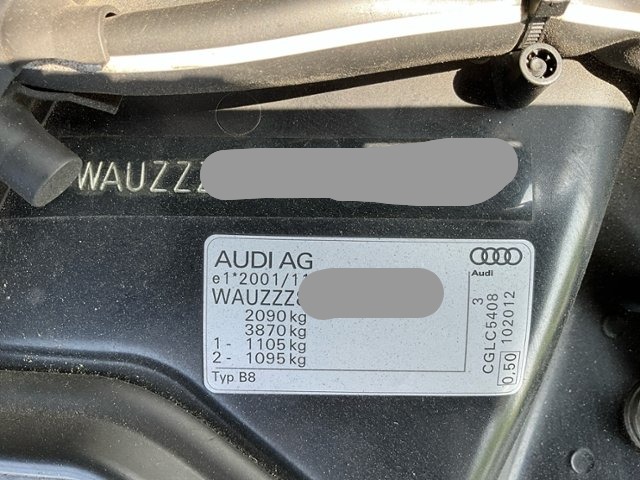 WAUZZZ
AUDI AG
Audi
e1*2001/11
WAUZZZ8
2090 kg
3870 kg
1 - 1105 kg
2 - 1095 kg
Typ B8
3
CGLC5408
102012
0.50